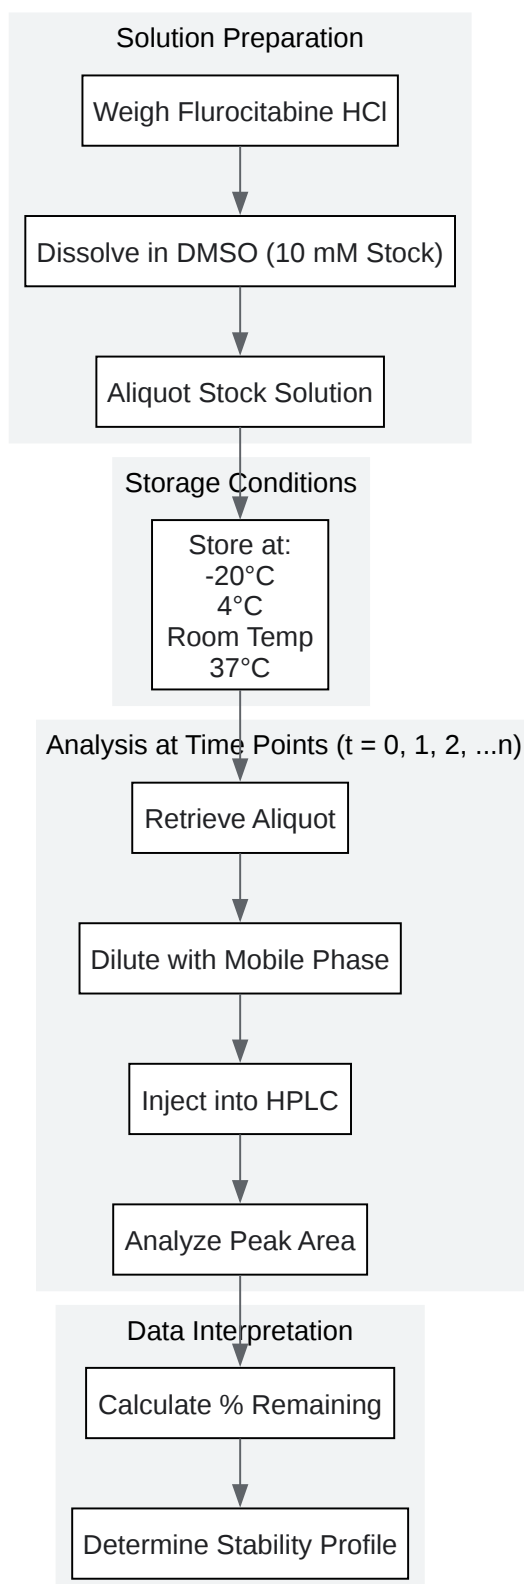 Solution Preparation
Weigh Flurocitabine HCl
Dissolve in DMSO (10 mM Stock)
Aliquot Stock Solution
Storage Conditions
Store at:
-20°C
4°C
Room Temp
37°C
Analysis at Time Points (t = 0, 1, 2, ...n)
Retrieve Aliquot
Dilute with Mobile Phase
Inject into HPLC
Analyze Peak Area
Data Interpretation
Calculate % Remaining
Determine Stability Profile